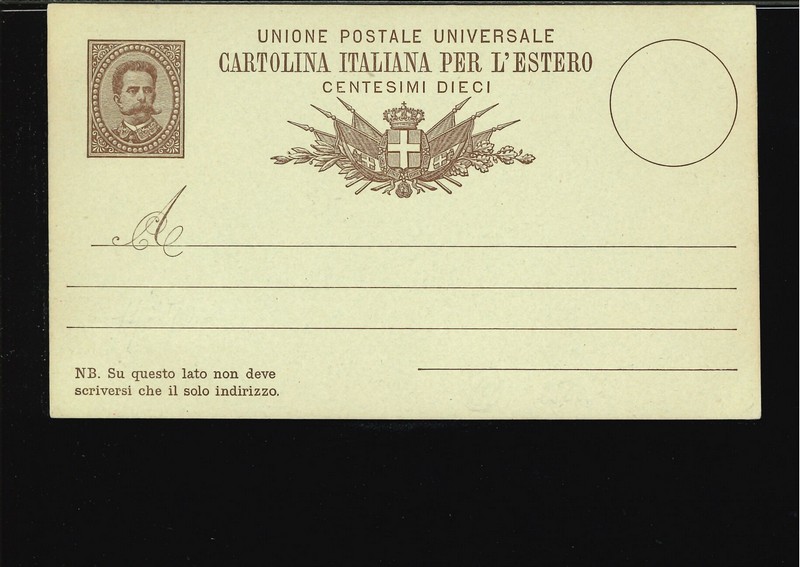 UNIONE POSTALE UNIVERSALE
CARTOLINA ITALIANA PER L'ESTERO
CENTESIMI DIECI
A
NB. Su questo lato non deve
scriversi che il solo indirizzo.